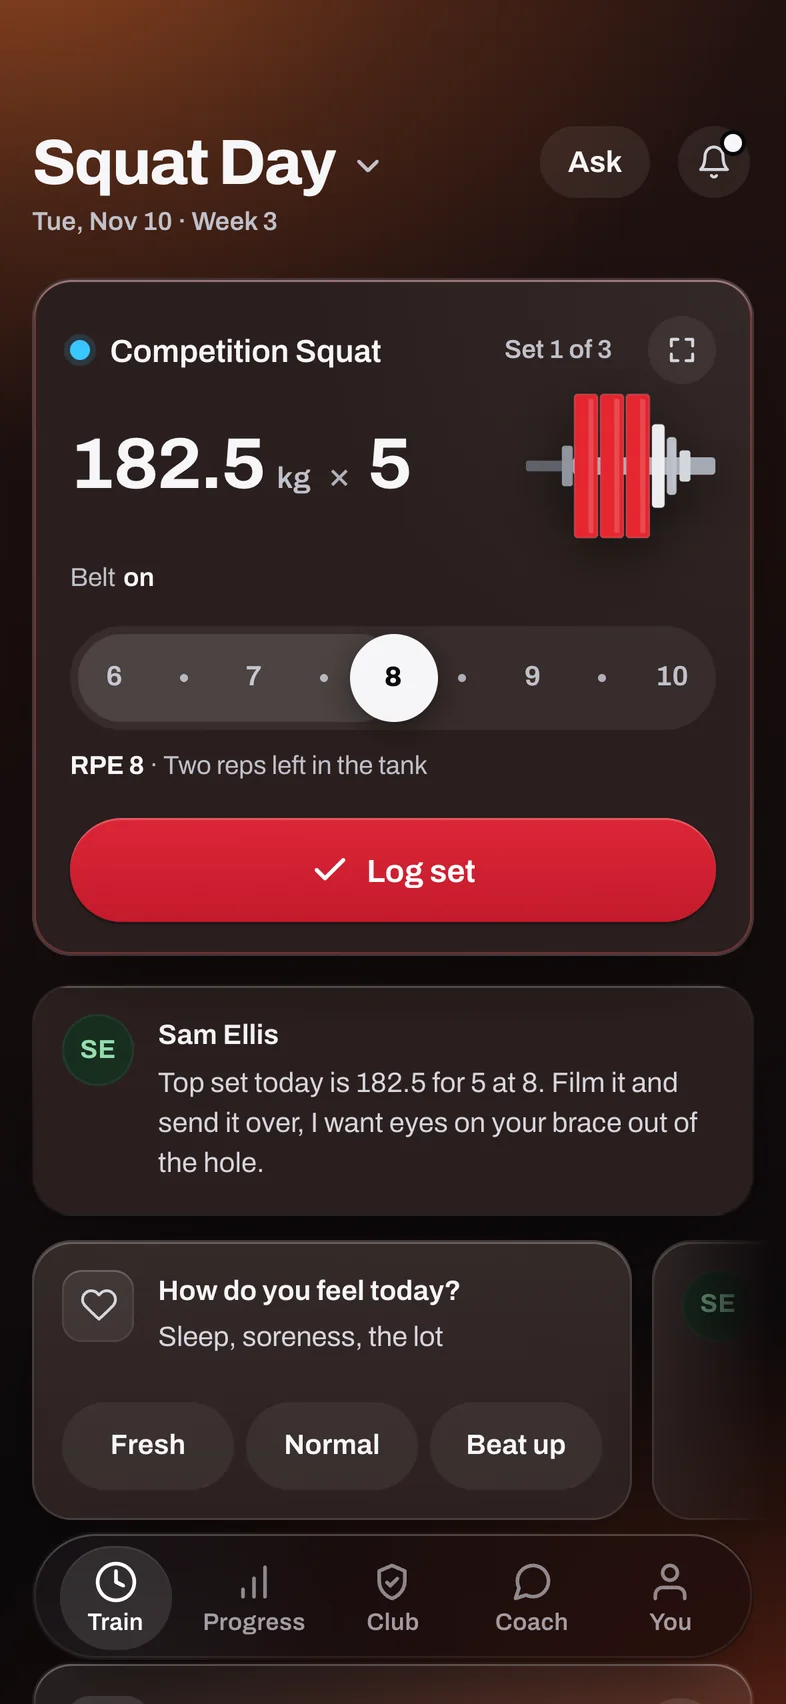 Squat Day
Ask
Tue, Nov 10 · Week 3
Competition Squat
Set 1 of 3
182.5 kg × 5
Belt on
6 • 7 • 8 • 9 • 10
RPE 8 · Two reps left in the tank
Log set
SE
Sam Ellis
Top set today is 182.5 for 5 at 8. Film it and
send it over, I want eyes on your brace out of
the hole.
How do you feel today?
Sleep, soreness, the lot
SE
Fresh
Normal
Beat up
Train
Progress
Club
Coach
You